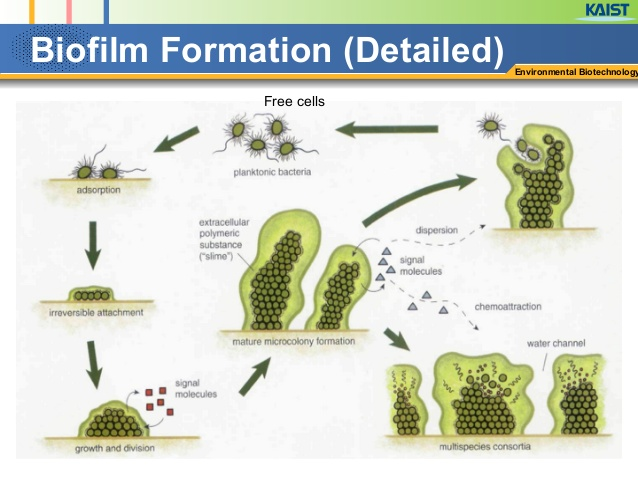 KAIST
Biofilm Formation (Detailed)
Environmental Biotechnology
Free cells
planktonic bacteria
adsorption
extracellular
polymeric
substance
("slime")
dispersion
signal
molecules
chemoattraction
irreversible attachment
mature microcolony formation
water channel
signal
molecules
growth and division
multispecies consortia